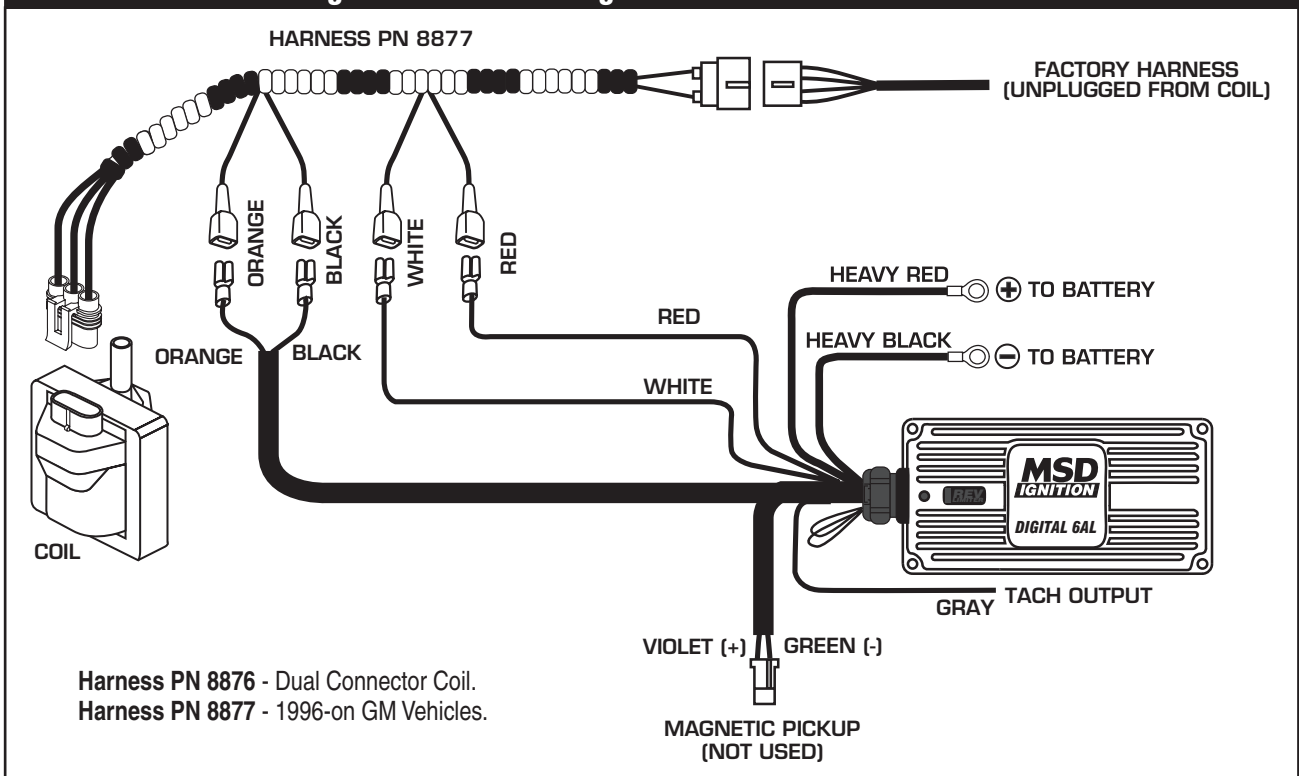 HARNESS PN 8877
FACTORY HARNESS
(UNPLUGGED FROM COIL)
ORANGE
BLACK
WHITE
RED
HEAVY RED
+ TO BATTERY
RED
HEAVY BLACK
- TO BATTERY
ORANGE
BLACK
WHITE
MSD
IGNITION
REV
DIGITAL 6AL
COIL
GRAY
TACH OUTPUT
VIOLET (+)
GREEN (-)
Harness PN 8876 - Dual Connector Coil.
Harness PN 8877 - 1996-on GM Vehicles.
MAGNETIC PICKUP
(NOT USED)